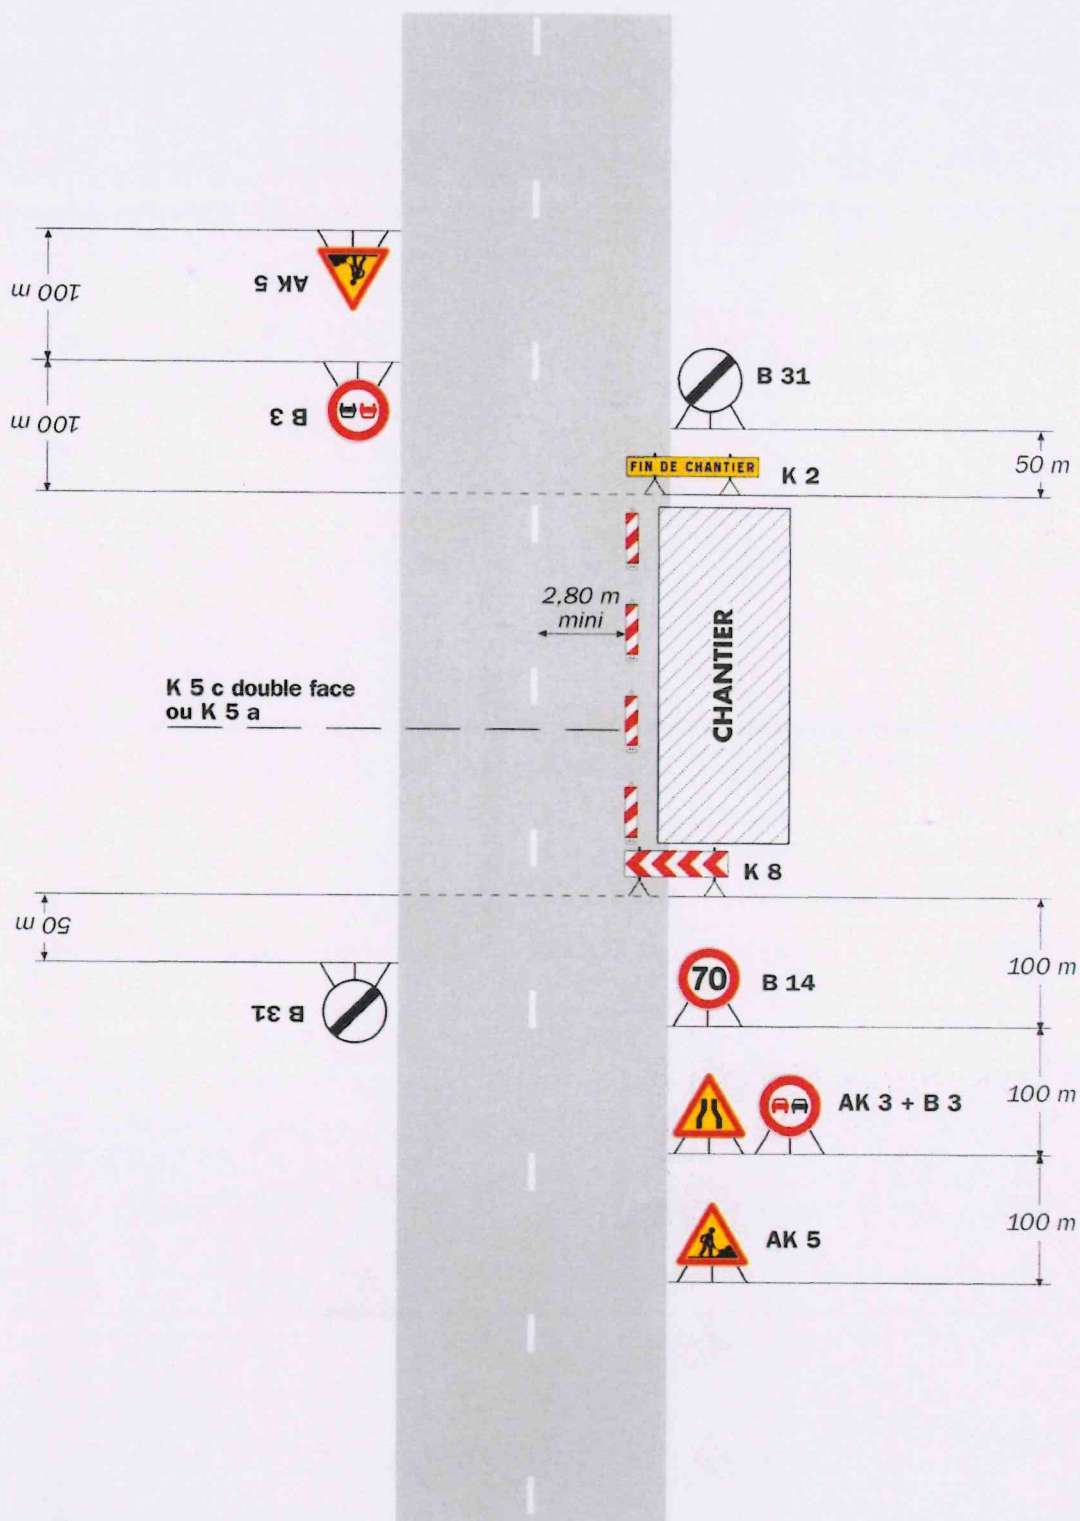 100 m
AK 5
100 m
B 3
B 31
FIN DE CHANTIER
K 2
50 m
2,80 m
mini
CHANTIER
K 5 c double face
ou K 5 a
K 8
50 m
B 31
70
B 14
100 m
AK 3 + B 3
100 m
AK 5
100 m